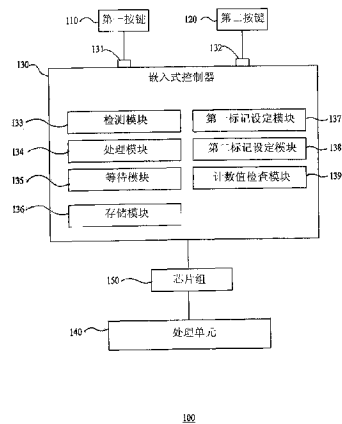 110 第一按键
120 第二按键
131
132
130
嵌入式控制器
133 检测模块
第一标记设定模块 137
134 处理模块
第二标记设定模块 138
135 等待模块
计数值检查模块 139
136 存储模块
150 芯片组
140 处理单元
100